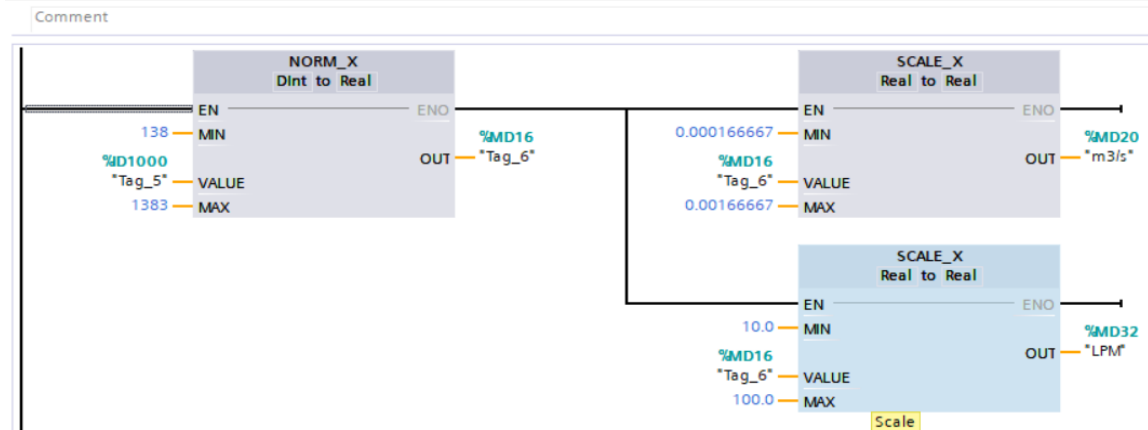 Comment
NORM_X
DInt to Real
EN
ENO
138
MIN
%MD16
"Tag_6"
OUT
%ID1000
"Tag_5"
VALUE
1383
MAX
SCALE_X
Real to Real
EN
ENO
0.000166667
MIN
%MD20
"m3/s"
OUT
%MD16
"Tag_6"
VALUE
0.00166667
MAX
SCALE_X
Real to Real
EN
ENO
10.0
MIN
%MD32
"LPM"
OUT
%MD16
"Tag_6"
VALUE
100.0
MAX
Scale